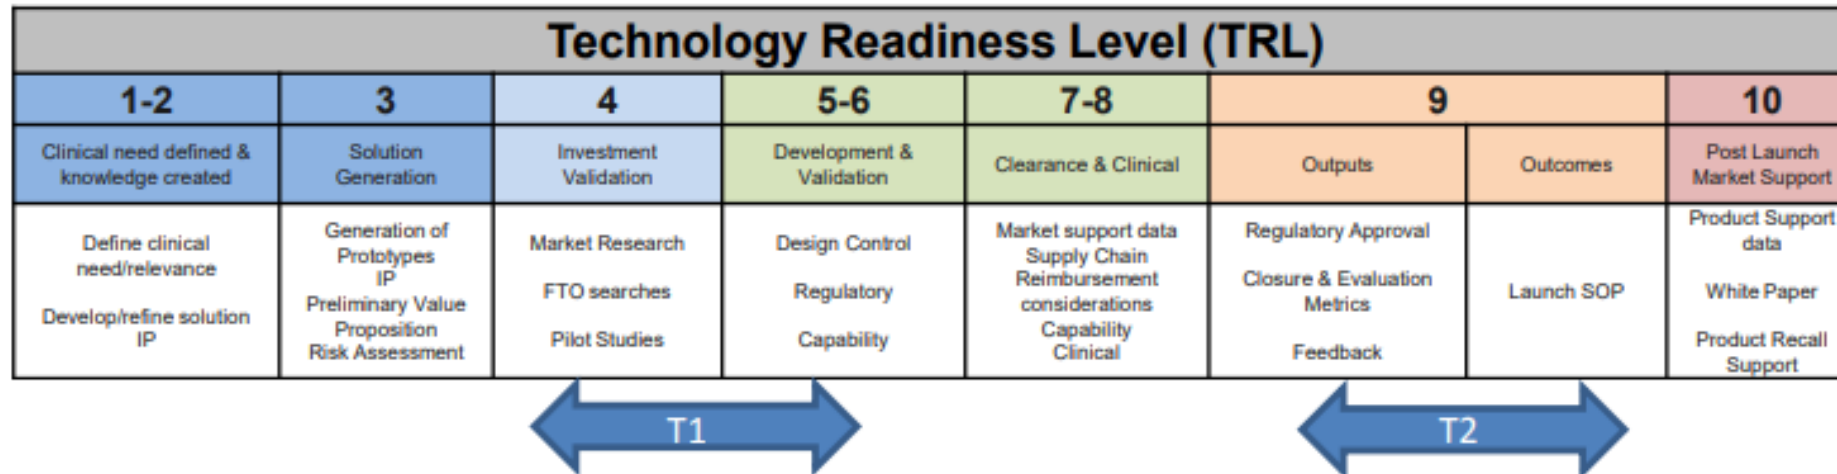 Technology Readiness Level (TRL)
1-2
3
4
5-6
7-8
9
10
Clinical need defined &
knowledge created
Solution
Generation
Investment
Validation
Development &
Validation
Clearance & Clinical
Outputs
Outcomes
Post Launch
Market Support
Define clinical
need/relevance
Develop/refine solution
IP
Generation of
Prototypes
IP
Preliminary Value
Proposition
Risk Assessment
Market Research
FTO searches
Pilot Studies
Design Control
Regulatory
Capability
Market support data
Supply Chain
Reimbursement
considerations
Capability
Clinical
Regulatory Approval
Closure & Evaluation
Metrics
Feedback
Launch SOP
Product Support
data
White Paper
Product Recall
Support
T1
T2